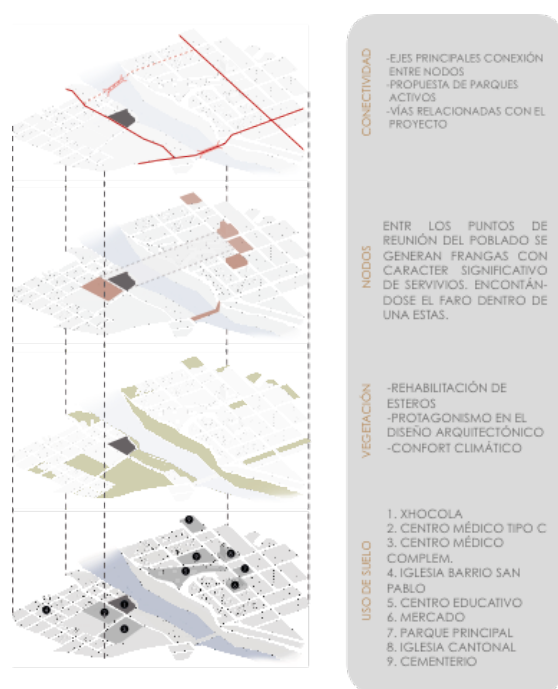 CONECTIVIDAD
-EJES PRINCIPALES CONEXIÓN
ENTRE NODOS
-PROPUESTA DE PARQUES
ACTIVOS
-VÍAS RELACIONADAS CON EL
PROYECTO
NODOS
ENTR LOS PUNTOS DE
REUNIÓN DEL POBLADO SE
GENERAN FRANGAS CON
CARACTER SIGNIFICATIVO
DE SERVIVIOS. ENCONTÁN-
DOSE EL FARO DENTRO DE
UNA ESTAS.
VEGETACIÓN
-REHABILITACIÓN DE
ESTEROS
-PROTAGONISMO EN EL
DISEÑO ARQUITECTÓNICO
-CONFORT CLIMÁTICO
USO DE SUELO
1. XHOCOLA
2. CENTRO MÉDICO TIPO C
3. CENTRO MÉDICO
COMPLEM.
4. IGLESIA BARRIO SAN
PABLO
5. CENTRO EDUCATIVO
6. MERCADO
7. PARQUE PRINCIPAL
8. IGLESIA CANTONAL
9. CEMENTERIO